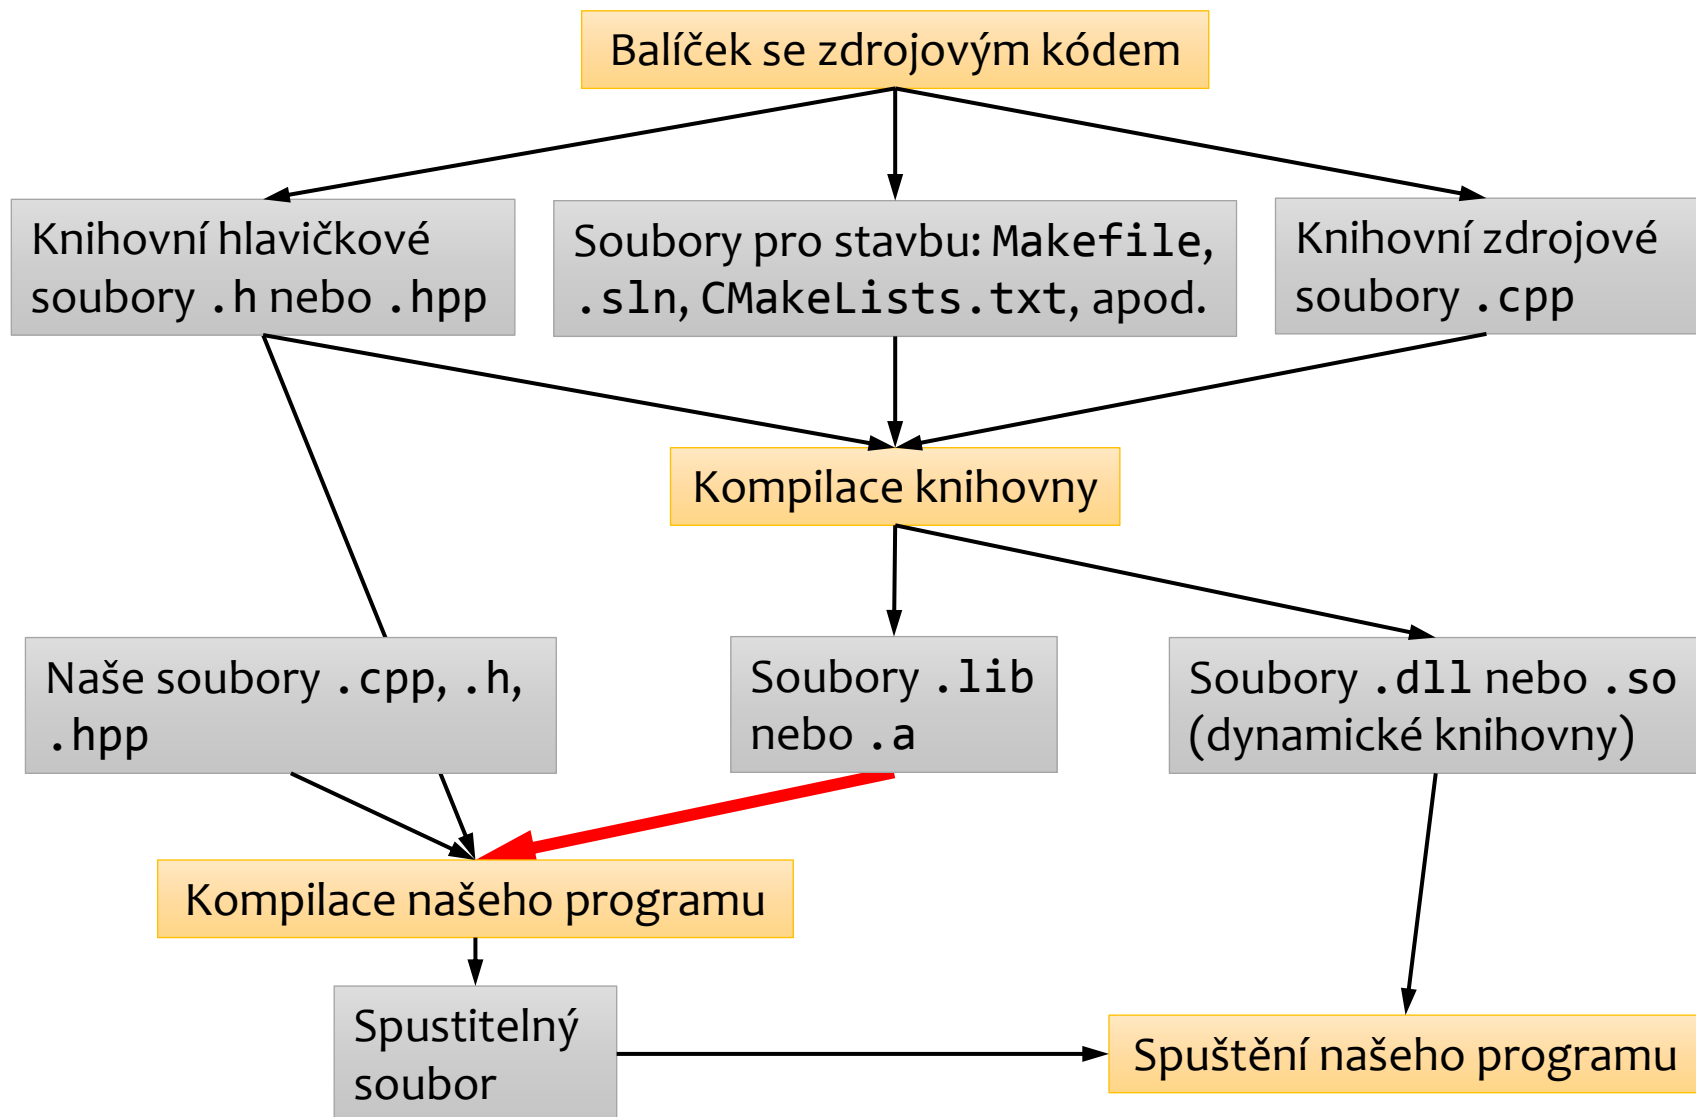 Balíček se zdrojovým kódem
Knihovní hlavičkové
soubory .h nebo .hpp
Soubory pro stavbu: Makefile,
.sln, CMakeLists.txt, apod.
Knihovní zdrojové
soubory .cpp
Kompilace knihovny
Naše soubory .cpp, .h,
.hpp
Soubory .lib
nebo .a
Soubory .dll nebo .so
(dynamické knihovny)
Kompilace našeho programu
Spustitelný
soubor
Spuštění našeho programu